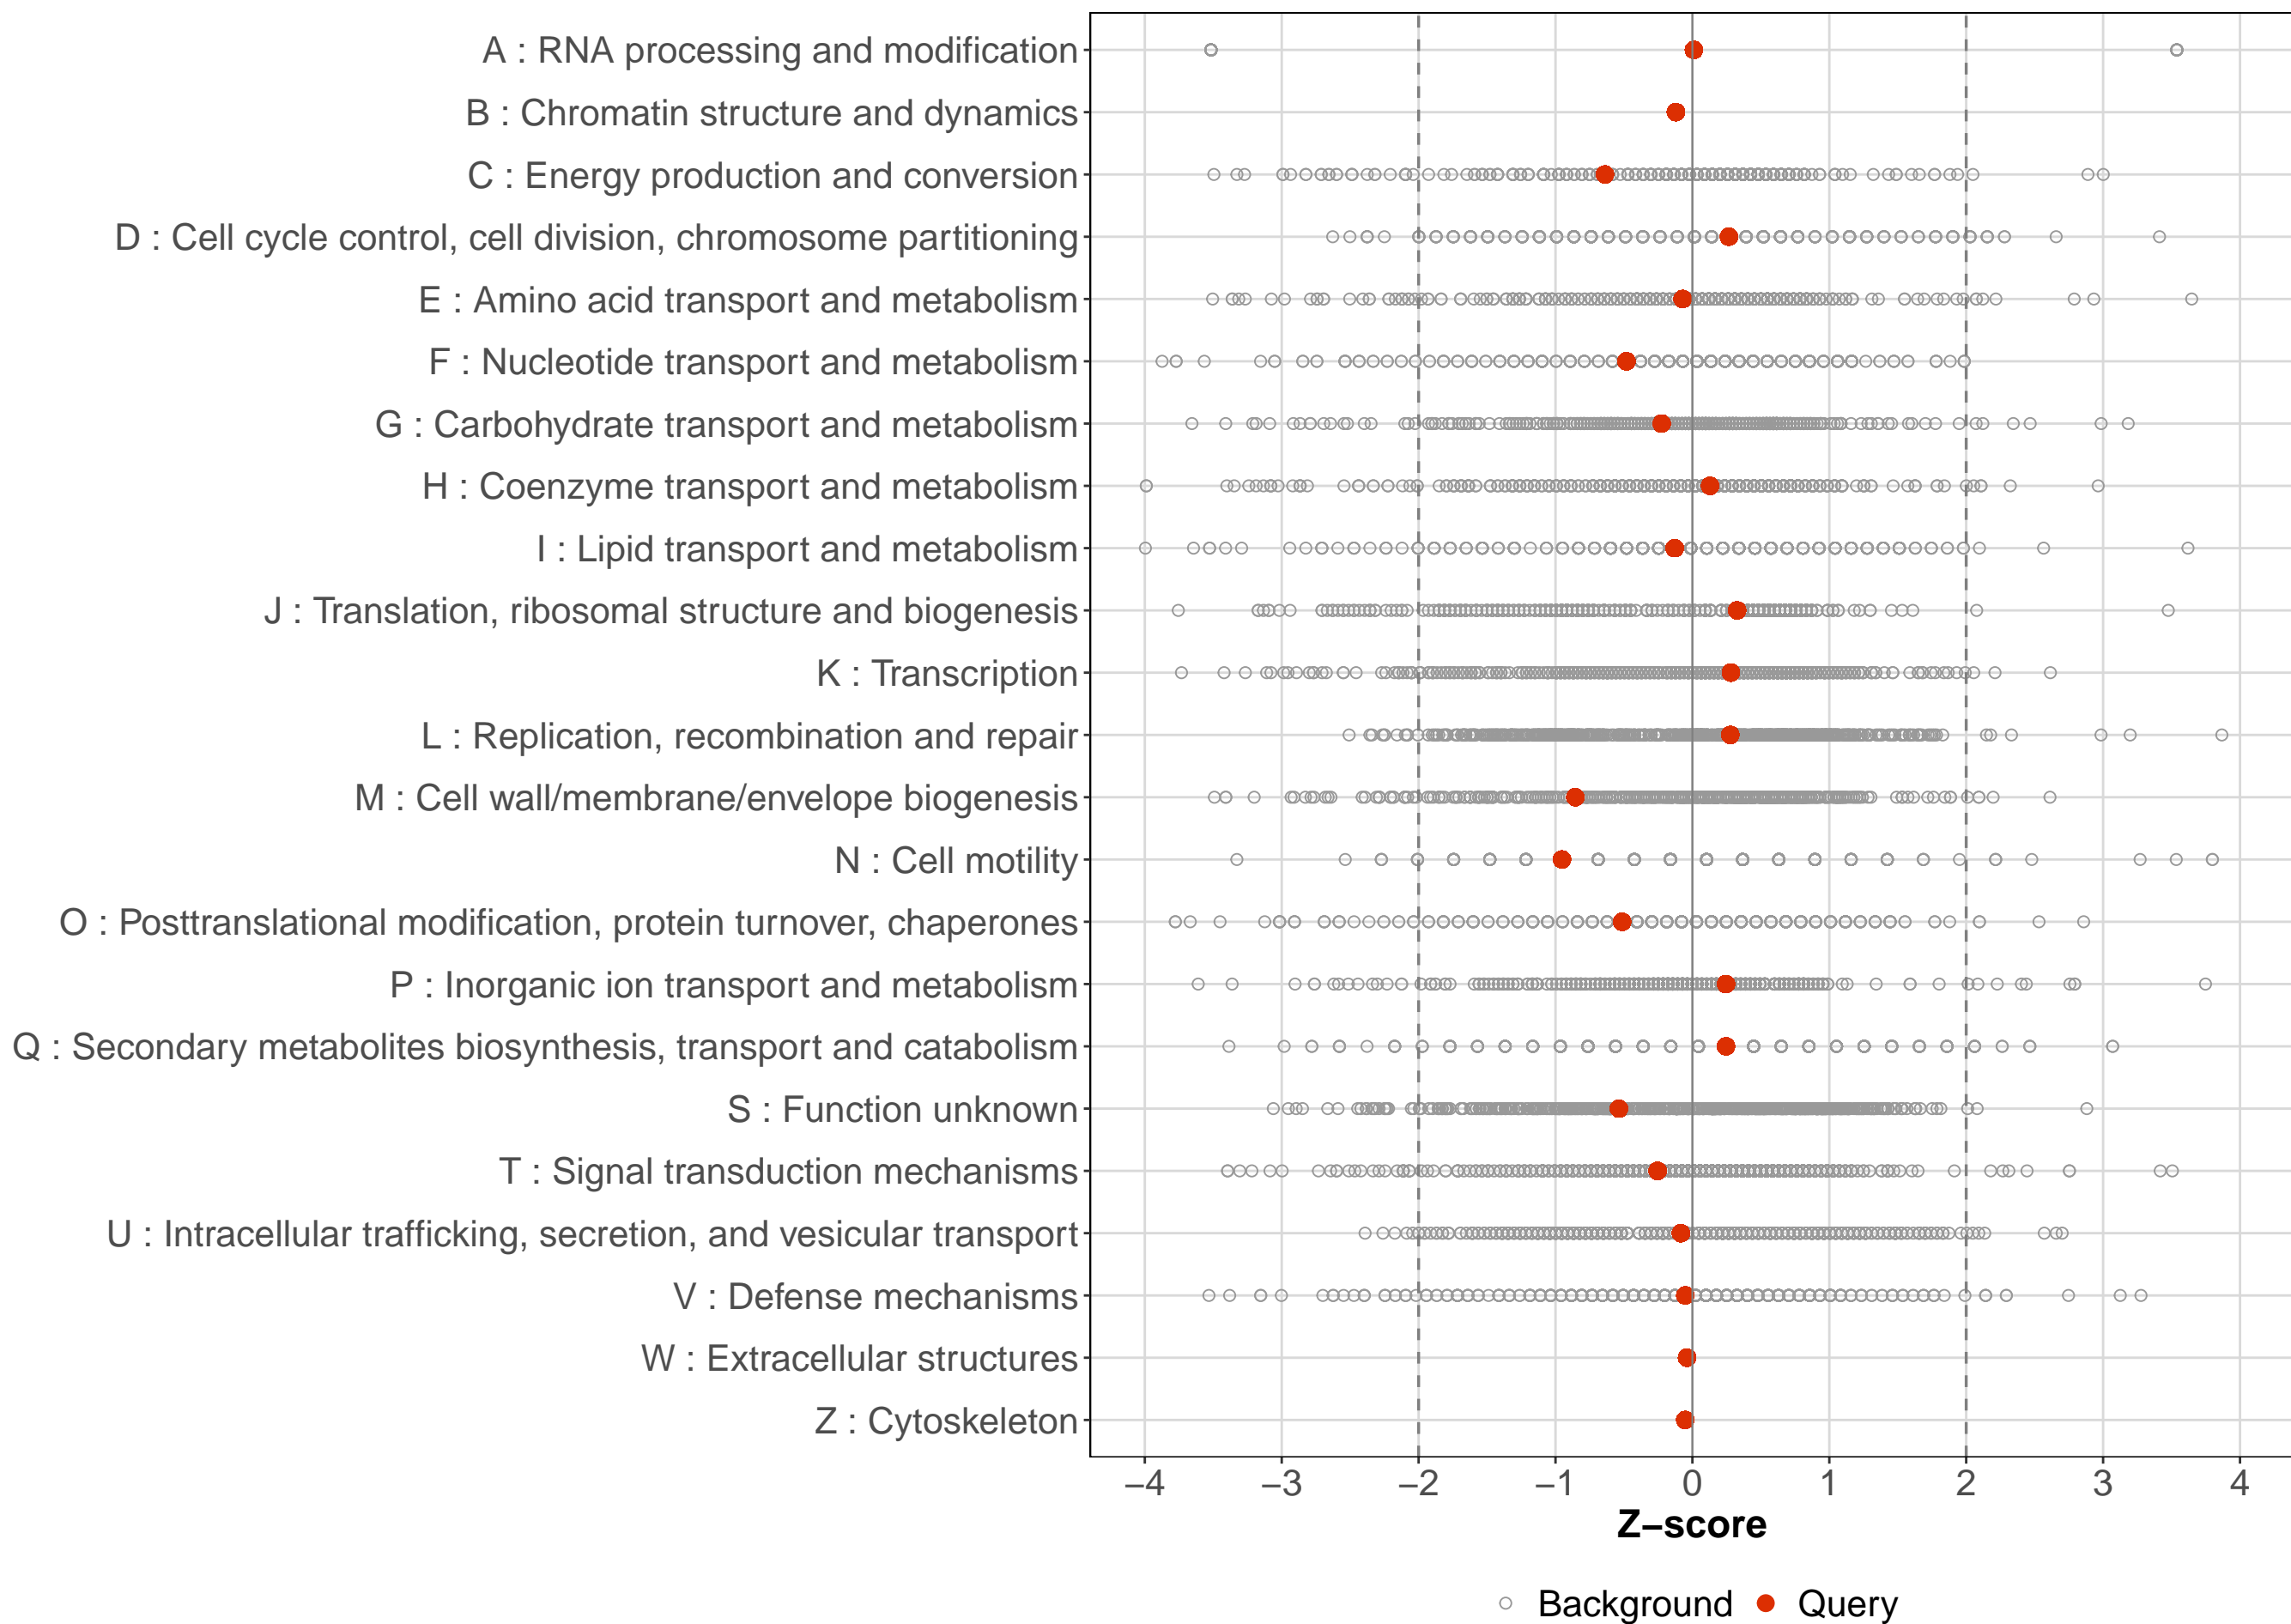 A : RNA processing and modification
B : Chromatin structure and dynamics
C : Energy production and conversion
D : Cell cycle control, cell division, chromosome partitioning
E : Amino acid transport and metabolism
F : Nucleotide transport and metabolism
G : Carbohydrate transport and metabolism
H : Coenzyme transport and metabolism
I : Lipid transport and metabolism
J : Translation, ribosomal structure and biogenesis
K : Transcription
L : Replication, recombination and repair
M : Cell wall/membrane/envelope biogenesis
N : Cell motility
O : Posttranslational modification, protein turnover, chaperones
P : Inorganic ion transport and metabolism
Q : Secondary metabolites biosynthesis, transport and catabolism
S : Function unknown
T : Signal transduction mechanisms
U : Intracellular trafficking, secretion, and vesicular transport
V : Defense mechanisms
W : Extracellular structures
Z : Cytoskeleton
−4 −3 −2 −1 0 1 2 3 4
Z−score
Background Query